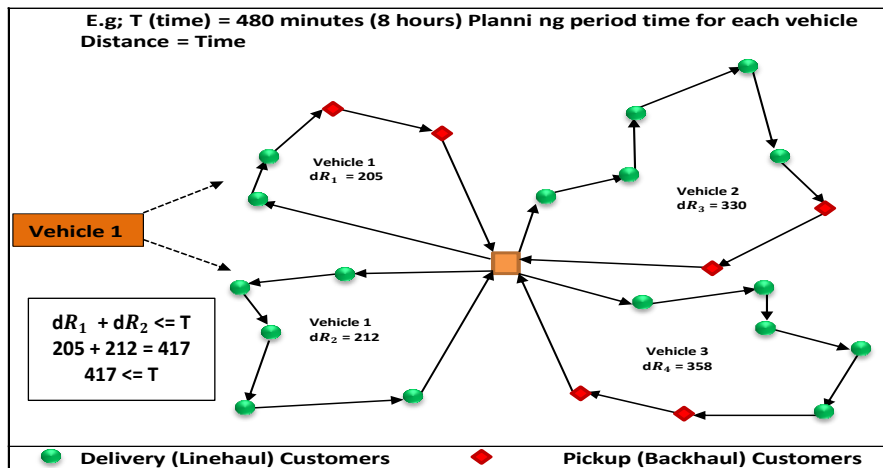 E.g; T (time) = 480 minutes (8 hours) Planni ng period time for each vehicle
Distance = Time
Vehicle 1
dR₁ = 205
Vehicle 2
dR₃ = 330
Vehicle 1
Vehicle 1
dR₂ = 212
Vehicle 3
dR₄ = 358
dR₁ + dR₂ <= T
205 + 212 = 417
417 <= T
Delivery (Linehaul) Customers
Pickup (Backhaul) Customers